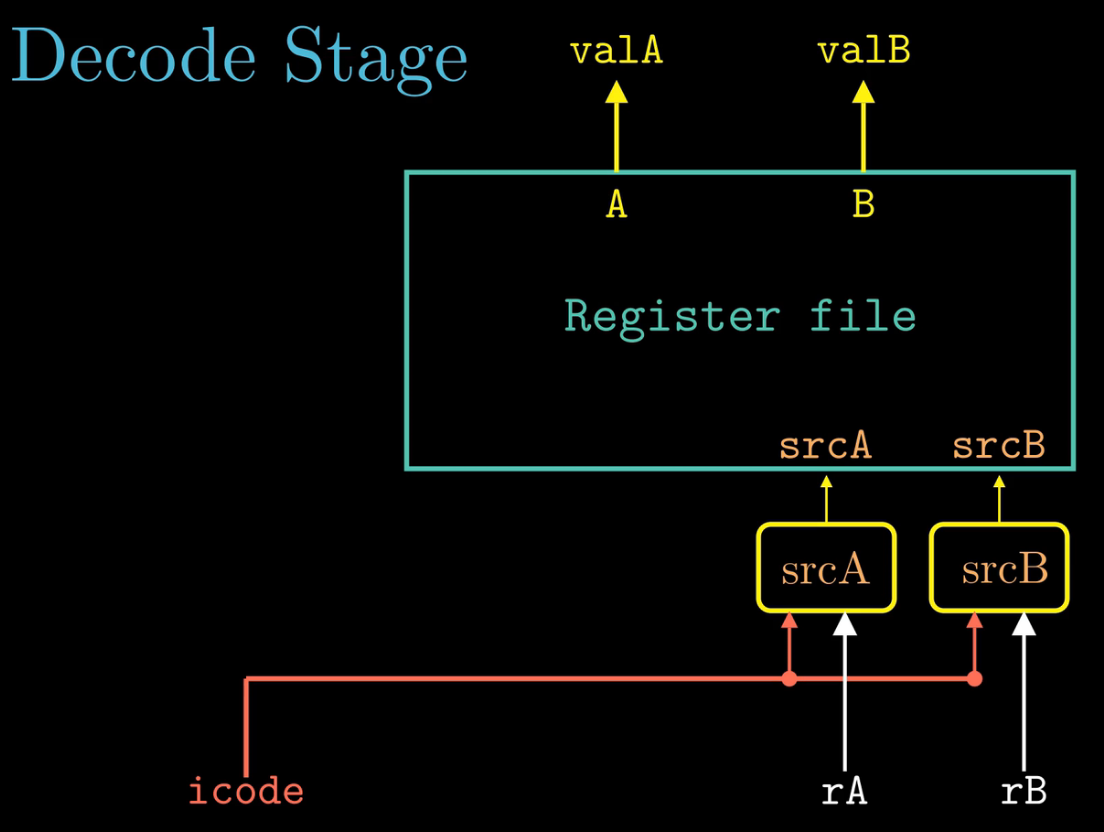 Decode Stage
valA
valB
A
B
Register file
srcA
srcB
srcA
srcB
icode
rA
rB